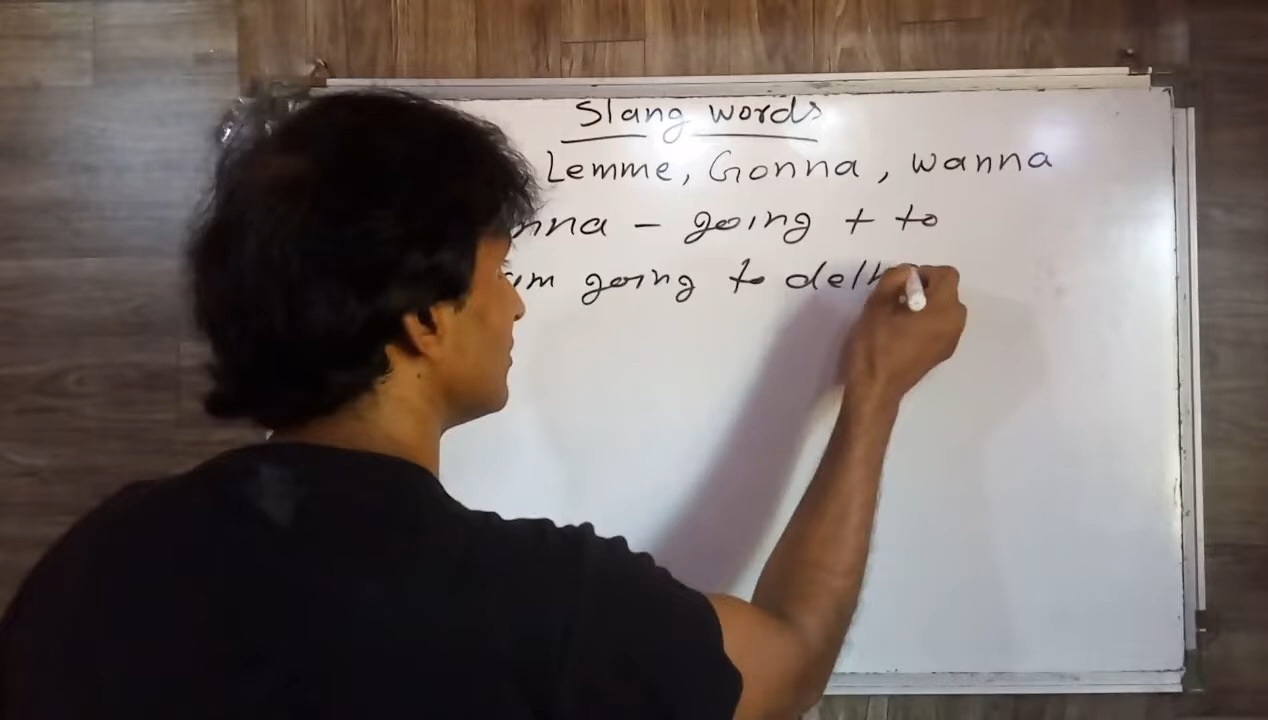 Slang words
Lemme, Gonna, wanna
nna – going + to
am going to delh